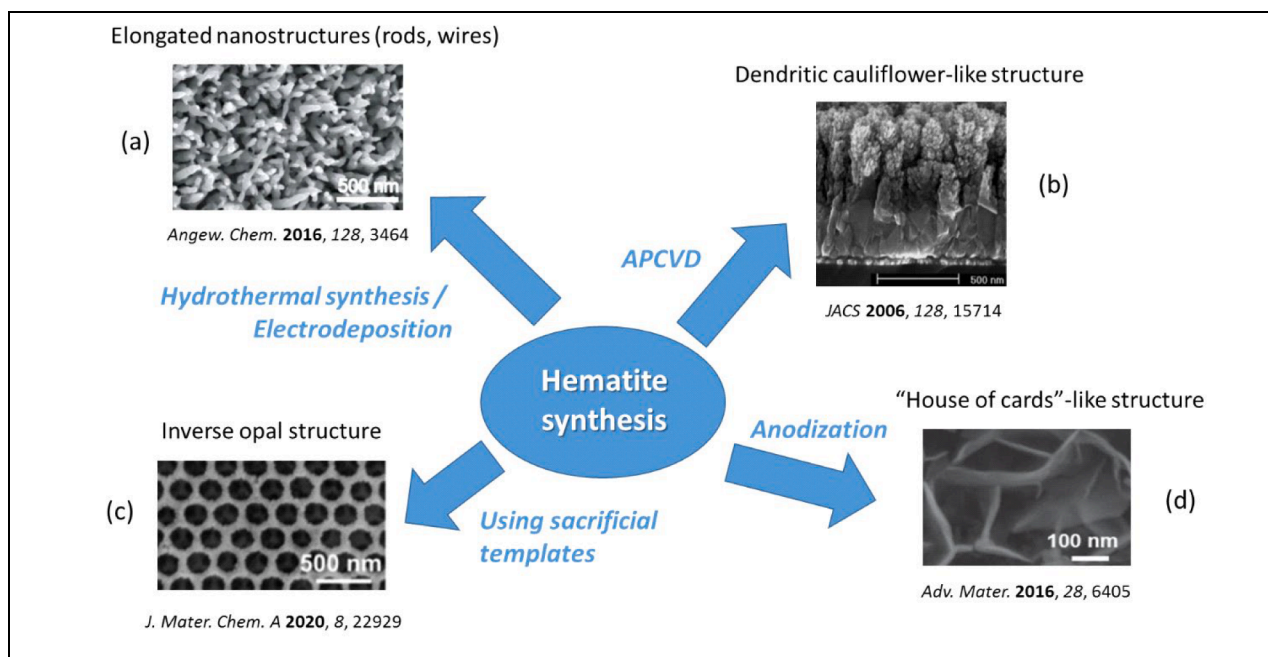 Elongated nanostructures (rods, wires)
(a)
500 nm
Angew. Chem. 2016, 128, 3464
Hydrothermal synthesis /
Electrodeposition
Dendritic cauliflower-like structure
(b)
500 nm
JACS 2006, 128, 15714
APCVD
Hematite
synthesis
Inverse opal structure
(c)
500 nm
J. Mater. Chem. A 2020, 8, 22929
Using sacrificial
templates
"House of cards"-like structure
Anodization
(d)
100 nm
Adv. Mater. 2016, 28, 6405